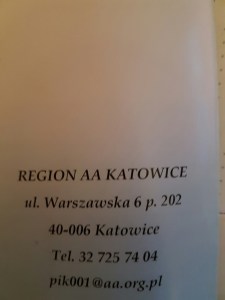 REGION AA KATOWICE
ul. Warszawska 6 p. 202
40-006 Katowice
Tel. 32 725 74 04
pik001@aa.org.pl